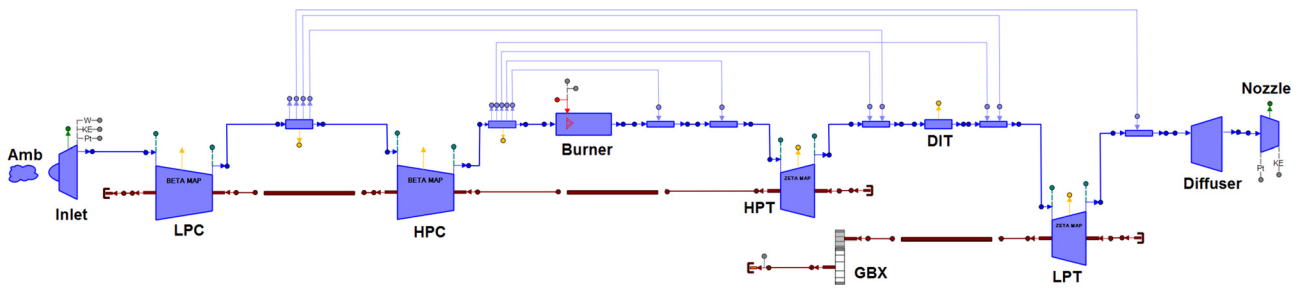 Amb
Inlet
W
KE
Pt
BETA MAP
LPC
BETA MAP
HPC
Burner
ZETA MAP
HPT
DIT
GBX
ZETA MAP
LPT
Diffuser
Nozzle
Pt
KE